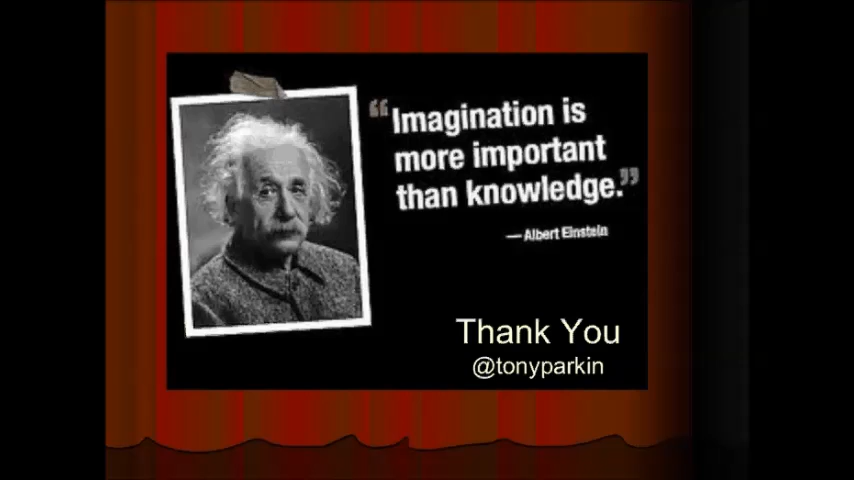 “Imagination is
more important
than knowledge.”
— Albert Einstein
Thank You
@tonyparkin